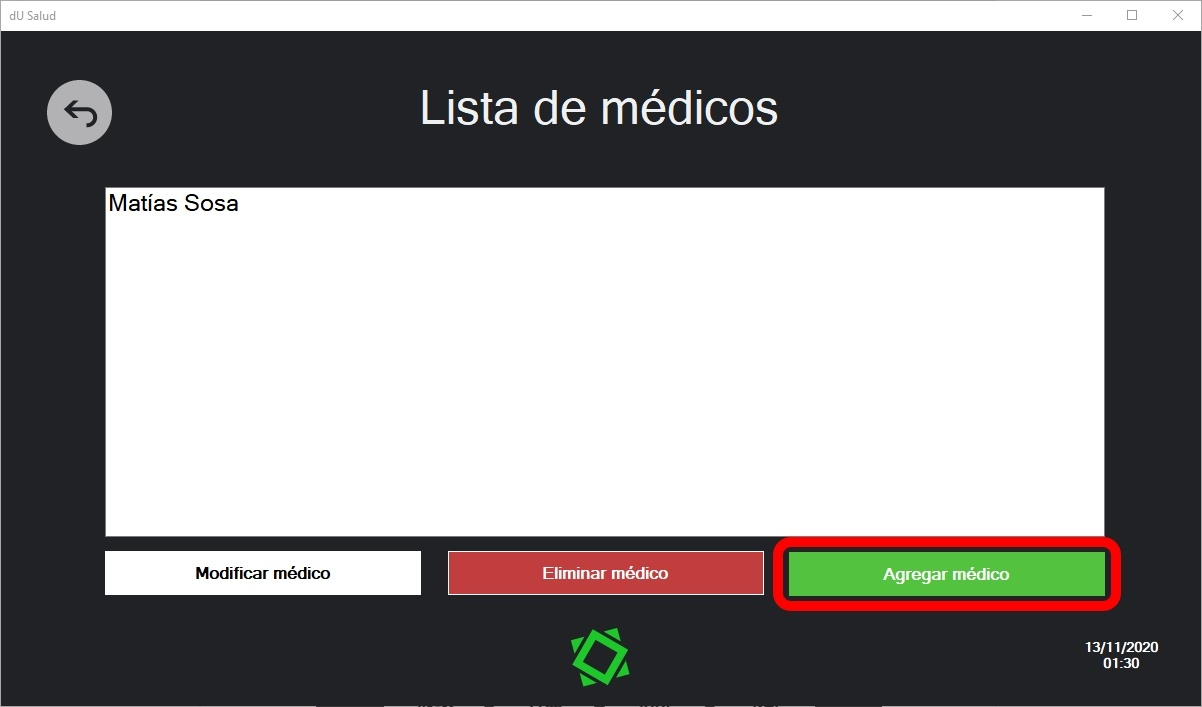 dU Salud
Lista de médicos
Matías Sosa
Modificar médico
Eliminar médico
Agregar médico
13/11/2020
01:30